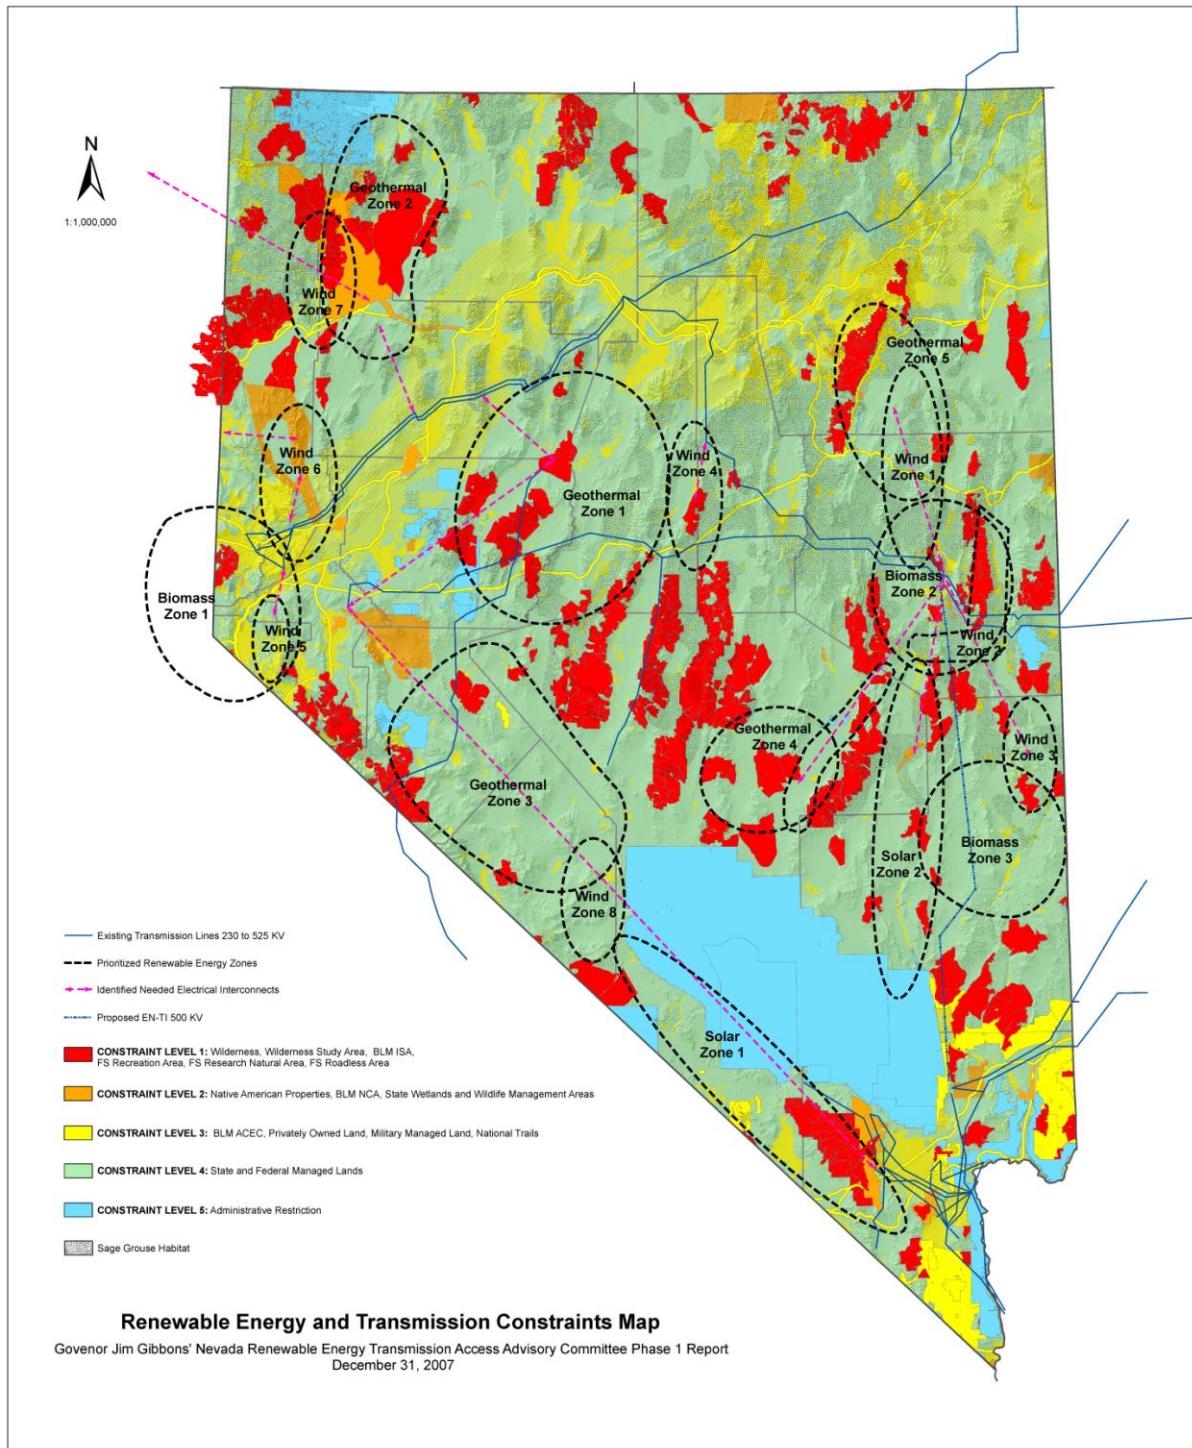 N
1:1,000,000
Geothermal
Zone 2
Wind
Zone 7
Geothermal
Zone 5
Wind
Zone 6
Wind
Zone 4
Wind
Zone 1
Geothermal
Zone 1
Biomass
Zone 1
Biomass
Zone 2
Wind
Zone 5
Wind
Zone 2
Geothermal
Zone 4
Wind
Zone 3
Geothermal
Zone 3
Solar
Zone 2
Biomass
Zone 3
Wind
Zone 8
Solar
Zone 1
Existing Transmission Lines 230 to 525 KV
Prioritized Renewable Energy Zones
Identified Needed Electrical Interconnects
Proposed EN-TI 500 KV
CONSTRAINT LEVEL 1: Wilderness, Wilderness Study Area, BLM ISA,
FS Recreation Area, FS Research Natural Area, FS Roadless Area
CONSTRAINT LEVEL 2: Native American Properties, BLM NCA, State Wetlands and Wildlife Management Areas
CONSTRAINT LEVEL 3: BLM ACEC, Privately Owned Land, Military Managed Land, National Trails
CONSTRAINT LEVEL 4: State and Federal Managed Lands
CONSTRAINT LEVEL 5: Administrative Restriction
Sage Grouse Habitat
Renewable Energy and Transmission Constraints Map
Govenor Jim Gibbons' Nevada Renewable Energy Transmission Access Advisory Committee Phase 1 Report
December 31, 2007